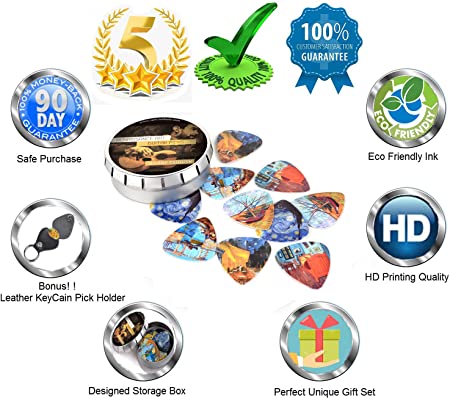 5
100% QUALITY
100%
CUSTOMER SATISFACTION
GUARANTEE
100% MONEY-BACK
90
DAY
GUARANTEE
Safe Purchase
ECO FRIENDLY
Eco Friendly Ink
Bonus! !
Leather KeyCain Pick Holder
HD
HD Printing Quality
Designed Storage Box
Perfect Unique Gift Set